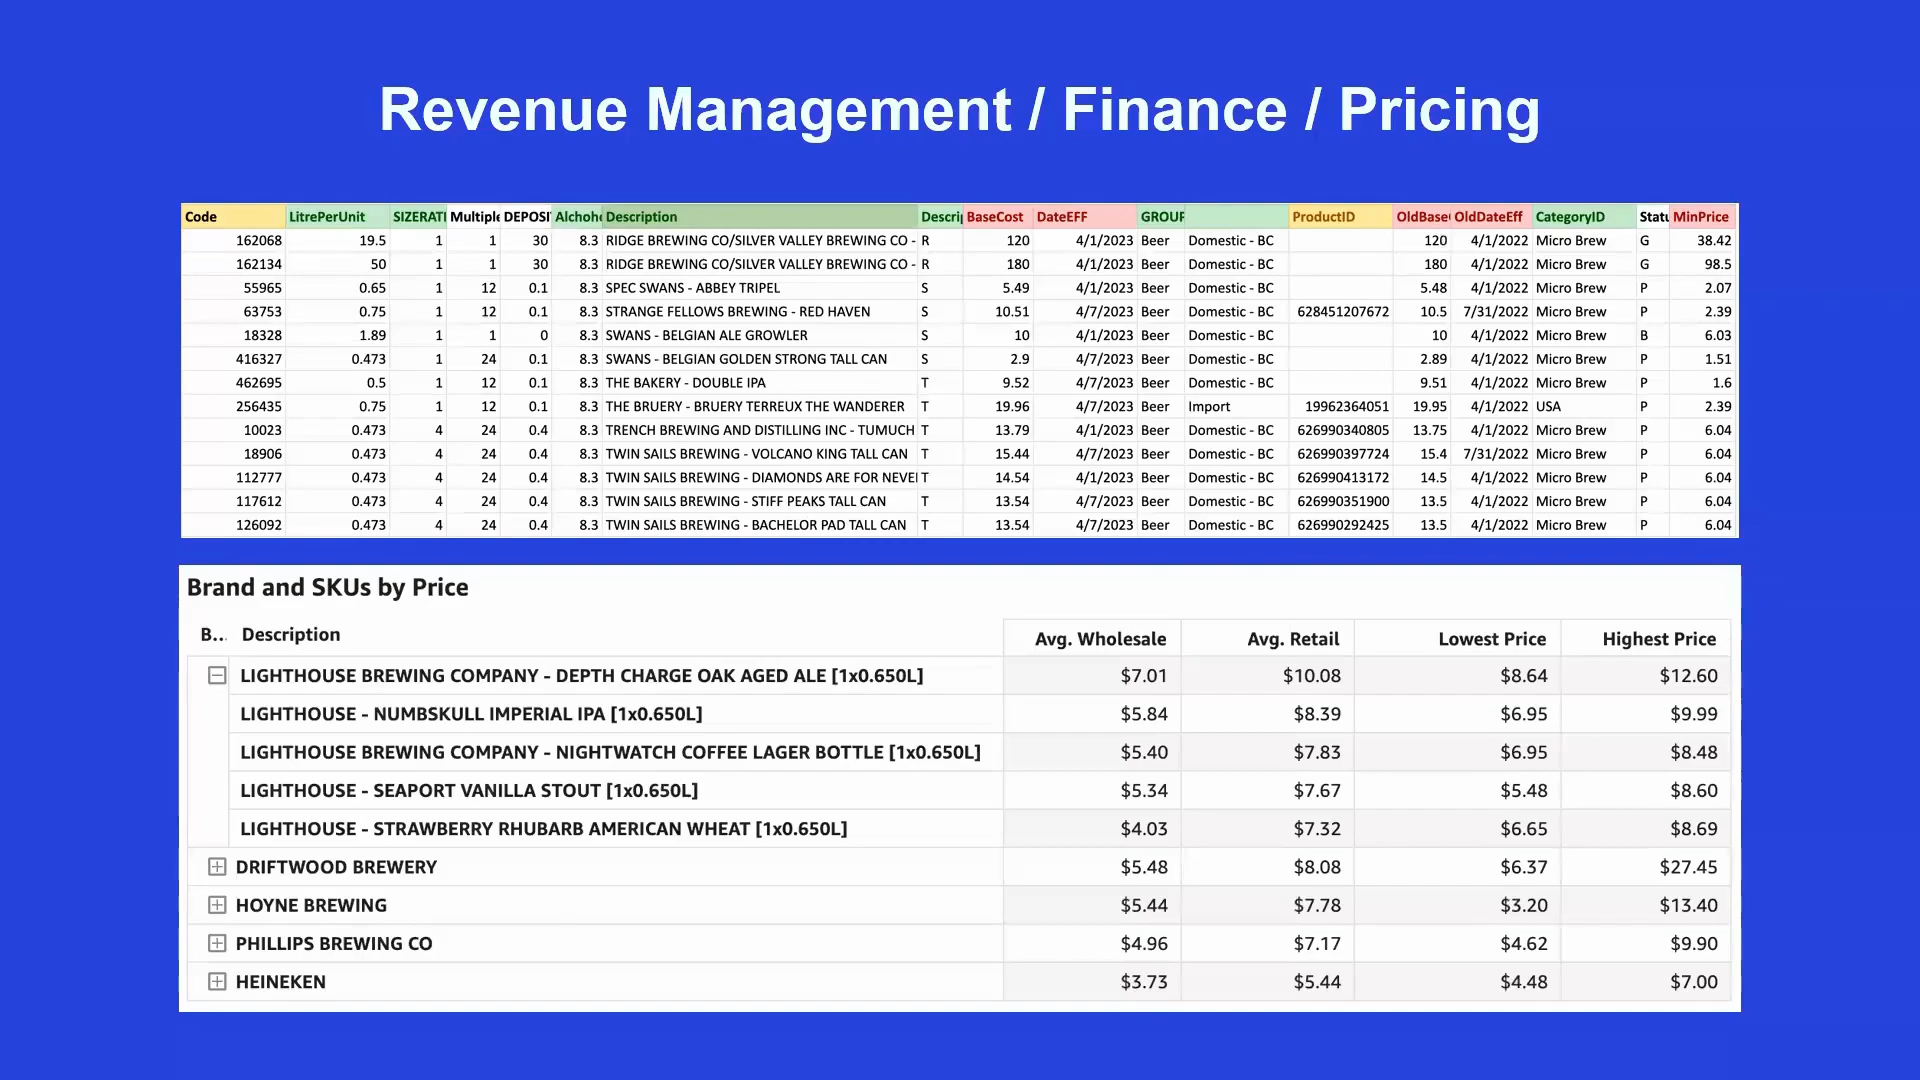 Revenue Management / Finance / Pricing
Code LitrePerUnit SIZERATI Multiple DEPOSI Alchoho Description Descrip BaseCost DateEFF GROUP ProductID OldBase OldDateEff CategoryID Statu MinPrice
162068 19.5 1 1 30 8.3 RIDGE BREWING CO/SILVER VALLEY BREWING CO - R 120 4/1/2023 Beer Domestic - BC 120 4/1/2022 Micro Brew G 38.42
162134 50 1 1 30 8.3 RIDGE BREWING CO/SILVER VALLEY BREWING CO - R 180 4/1/2023 Beer Domestic - BC 180 4/1/2022 Micro Brew G 98.5
55965 0.65 1 12 0.1 8.3 SPEC SWANS - ABBEY TRIPEL S 5.49 4/1/2023 Beer Domestic - BC 5.48 4/1/2022 Micro Brew P 2.07
63753 0.75 1 12 0.1 8.3 STRANGE FELLOWS BREWING - RED HAVEN S 10.51 4/7/2023 Beer Domestic - BC 628451207672 10.5 7/31/2022 Micro Brew P 2.39
18328 1.89 1 1 0 8.3 SWANS - BELGIAN ALE GROWLER S 10 4/1/2023 Beer Domestic - BC 10 4/1/2022 Micro Brew B 6.03
416327 0.473 1 24 0.1 8.3 SWANS - BELGIAN GOLDEN STRONG TALL CAN S 2.9 4/7/2023 Beer Domestic - BC 2.89 4/1/2022 Micro Brew P 1.51
462695 0.5 1 12 0.1 8.3 THE BAKERY - DOUBLE IPA T 9.52 4/7/2023 Beer Domestic - BC 9.51 4/1/2022 Micro Brew P 1.6
256435 0.75 1 12 0.1 8.3 THE BRUERY - BRUERY TERREUX THE WANDERER T 19.96 4/7/2023 Beer Import 19962364051 19.95 4/1/2022 USA P 2.39
10023 0.473 4 24 0.4 8.3 TRENCH BREWING AND DISTILLING INC - TUMUCH T 13.79 4/1/2023 Beer Domestic - BC 626990340805 13.75 4/1/2022 Micro Brew P 6.04
18906 0.473 4 24 0.4 8.3 TWIN SAILS BREWING - VOLCANO KING TALL CAN T 15.44 4/7/2023 Beer Domestic - BC 626990397724 15.4 7/31/2022 Micro Brew P 6.04
112777 0.473 4 24 0.4 8.3 TWIN SAILS BREWING - DIAMONDS ARE FOR NEVE T 14.54 4/1/2023 Beer Domestic - BC 626990413172 14.5 4/1/2022 Micro Brew P 6.04
117612 0.473 4 24 0.4 8.3 TWIN SAILS BREWING - STIFF PEAKS TALL CAN T 13.54 4/7/2023 Beer Domestic - BC 626990351900 13.5 4/1/2022 Micro Brew P 6.04
126092 0.473 4 24 0.4 8.3 TWIN SAILS BREWING - BACHELOR PAD TALL CAN T 13.54 4/7/2023 Beer Domestic - BC 626990292425 13.5 4/1/2022 Micro Brew P 6.04
Brand and SKUs by Price
B... Description Avg. Wholesale Avg. Retail Lowest Price Highest Price
LIGHTHOUSE BREWING COMPANY - DEPTH CHARGE OAK AGED ALE [1x0.650L] $7.01 $10.08 $8.64 $12.60
LIGHTHOUSE - NUMBSKULL IMPERIAL IPA [1x0.650L] $5.84 $8.39 $6.95 $9.99
LIGHTHOUSE BREWING COMPANY - NIGHTWATCH COFFEE LAGER BOTTLE [1x0.650L] $5.40 $7.83 $6.95 $8.48
LIGHTHOUSE - SEAPORT VANILLA STOUT [1x0.650L] $5.34 $7.67 $5.48 $8.60
LIGHTHOUSE - STRAWBERRY RHUBARB AMERICAN WHEAT [1x0.650L] $4.03 $7.32 $6.65 $8.69
DRIFTWOOD BREWERY $5.48 $8.08 $6.37 $27.45
HOYNE BREWING $5.44 $7.78 $3.20 $13.40
PHILLIPS BREWING CO $4.96 $7.17 $4.62 $9.90
HEINEKEN $3.73 $5.44 $4.48 $7.00